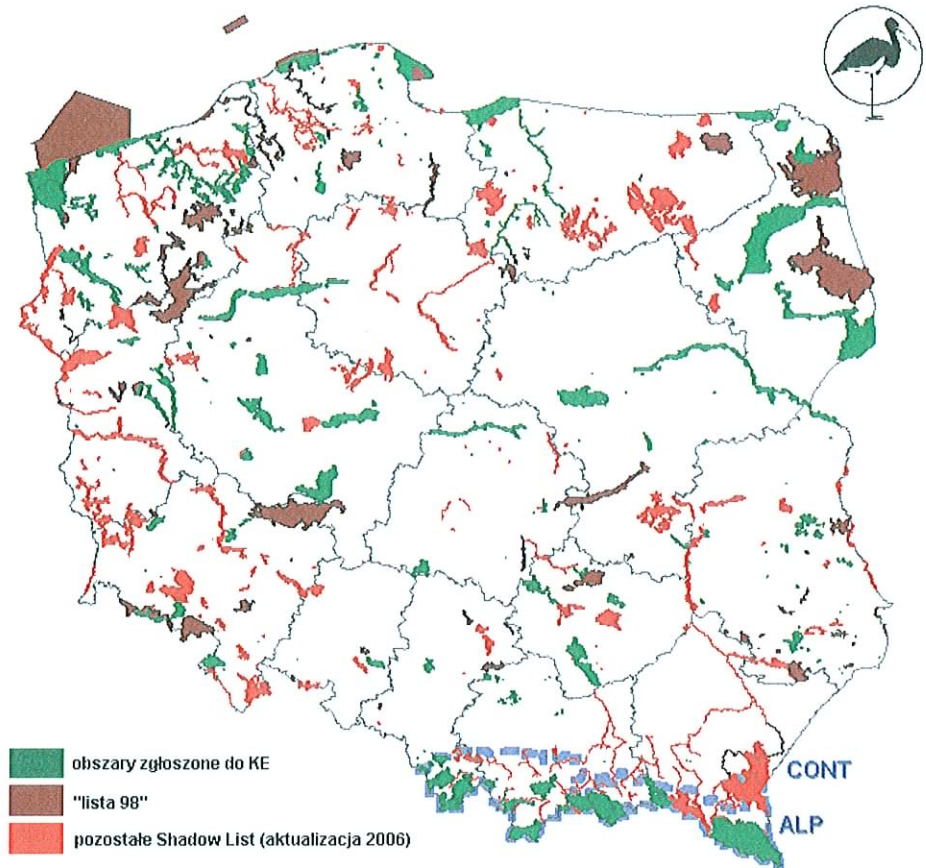 CONT
ALP
obszary zgłoszone do KE
"lista 98"
pozostałe Shadow List (aktualizacja 2006)